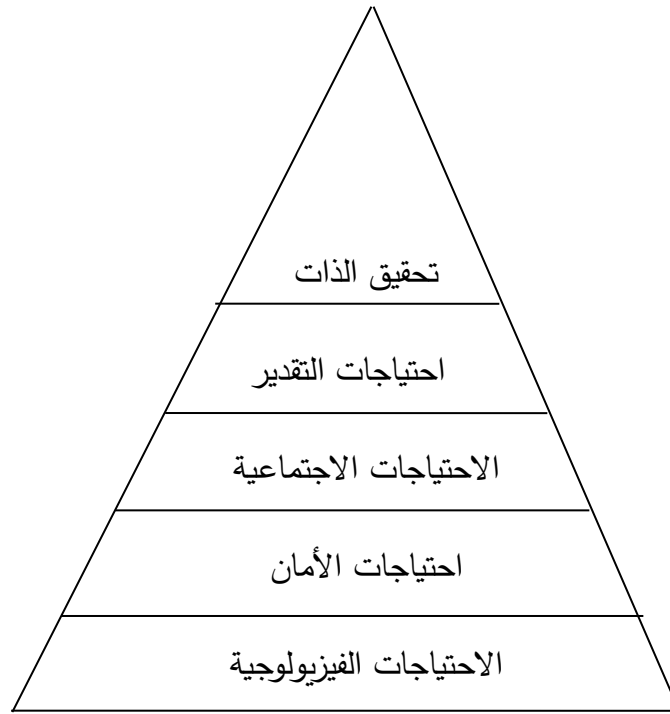 تحقيق الذات
احتياجات التقدير
الاحتياجات الاجتماعية
احتياجات الأمان
الاحتياجات الفيزيولوجية